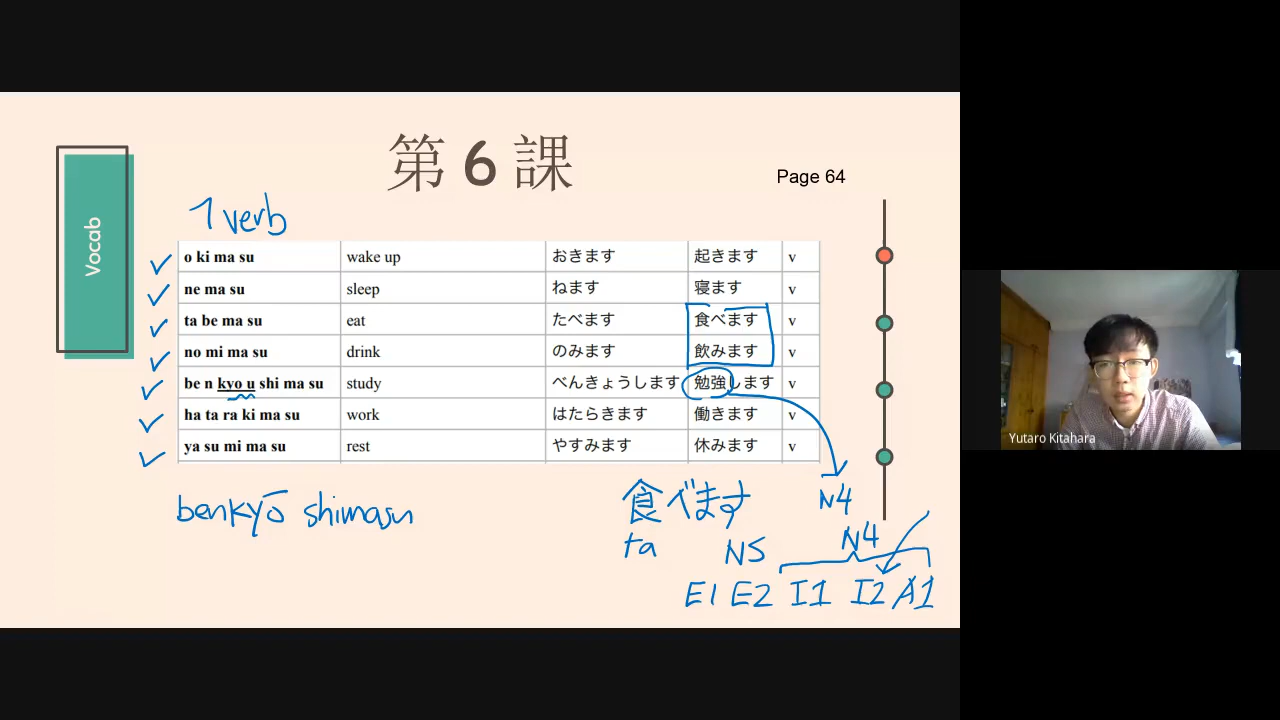 第 6 課
Page 64
Vocab
1 verb
o ki ma su wake up おきます 起きます v
ne ma su sleep ねます 寝ます v
ta be ma su eat たべます 食べます v
no mi ma su drink のみます 飲みます v
be n kyo u shi ma su study べんきょうします 勉強します v
ha ta ra ki ma su work はたらきます 働きます v
ya su mi ma su rest やすみます 休みます v
Yutaro Kitahara
benkyō shimasu
食べます
N4
ta
N5
N4
E1 E2 I1 I2 A1